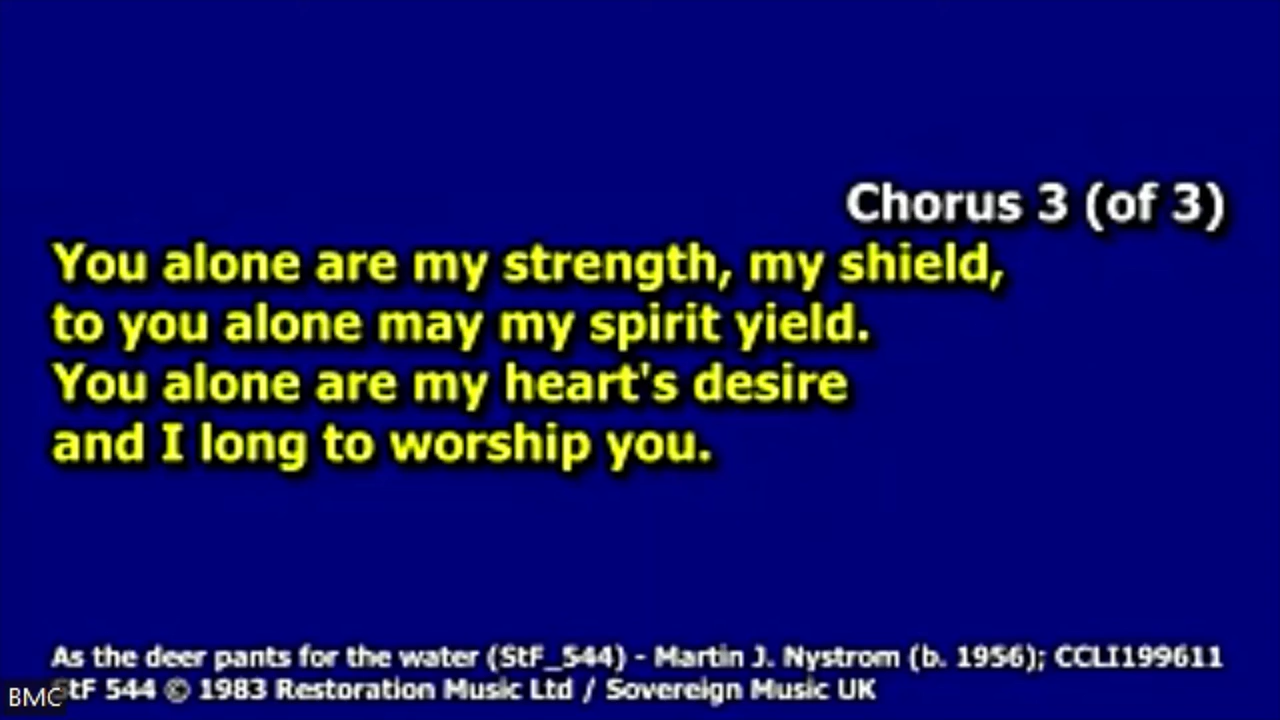 Chorus 3 (of 3)
You alone are my strength, my shield,
to you alone may my spirit yield.
You alone are my heart's desire
and I long to worship you.
As the deer pants for the water (StF_544) - Martin J. Nystrom (b. 1956); CCLI199611
StF 544 © 1983 Restoration Music Ltd / Sovereign Music UK
BMC